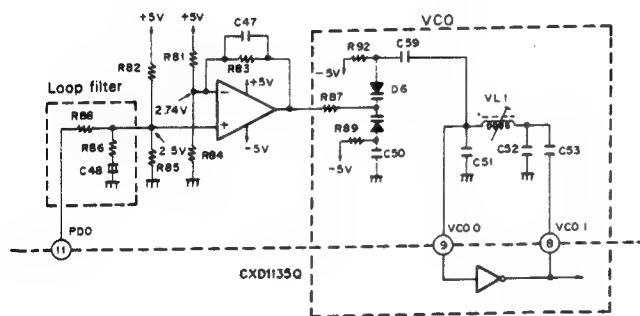 VCO
+5V
+5V
C47
R92
C59
R82
R81
R83
-5V
+5V
D6
Loop filter
2.74V
R87
VL1
R88
R89
R86
2.5V
R84
-5V
C52
C53
C48
R85
-5V
C50
C51
PDO
VCO O
VCO I
11
9
8
CXD1135Q